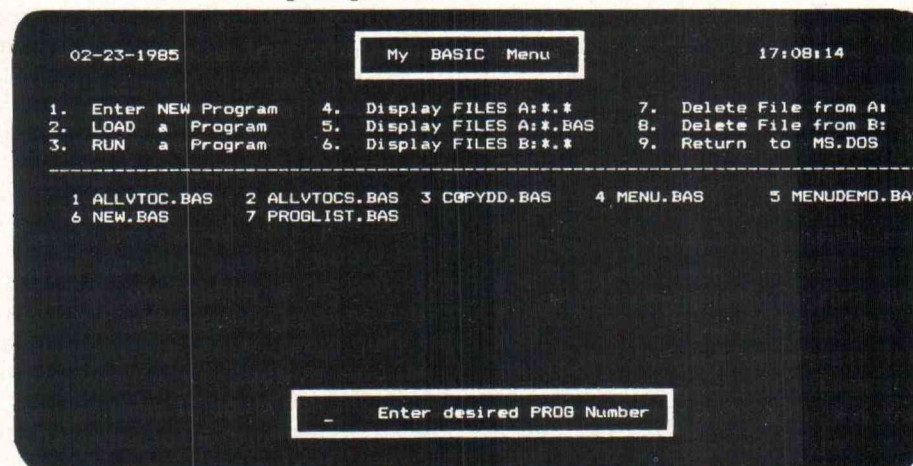 02-23-1985 My BASIC Menu 17:08:14
1. Enter NEW Program 4. Display FILES A:*.* 7. Delete File from A:
2. LOAD a Program 5. Display FILES A:*.BAS 8. Delete File from B:
3. RUN a Program 6. Display FILES B:*.* 9. Return to MS.DOS
1 ALLVTOC.BAS 2 ALLVTOCS.BAS 3 COPYDD.BAS 4 MENU.BAS 5 MENUDEMO.BA
6 NEW.BAS 7 PROGLIST.BAS
_ Enter desired PROG Number